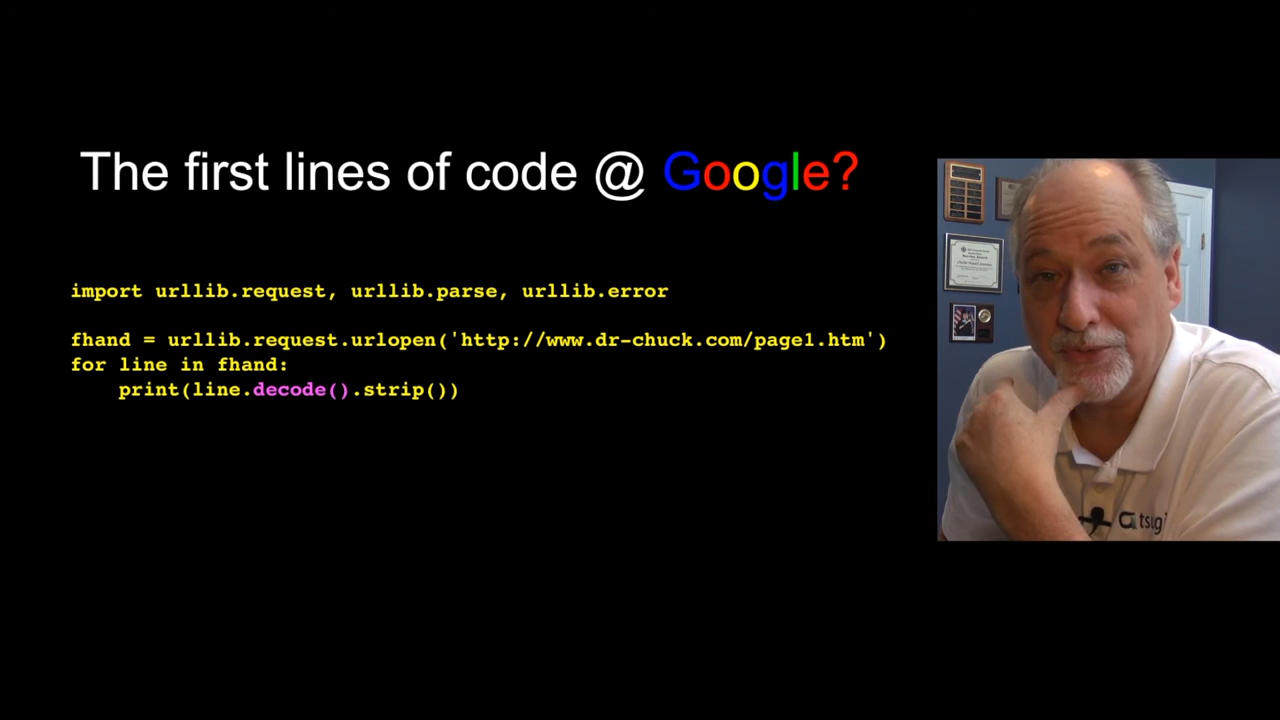 The first lines of code @ Google?
import urllib.request, urllib.parse, urllib.error
fhand = urllib.request.urlopen('http://www.dr-chuck.com/page1.htm')
for line in fhand:
    print(line.decode().strip())